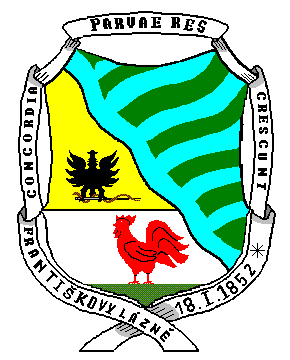 PARVAE RES
CONCORDIA
CRESCUNT
FRANTIŠKOVY LÁZNĚ
18.I.1852